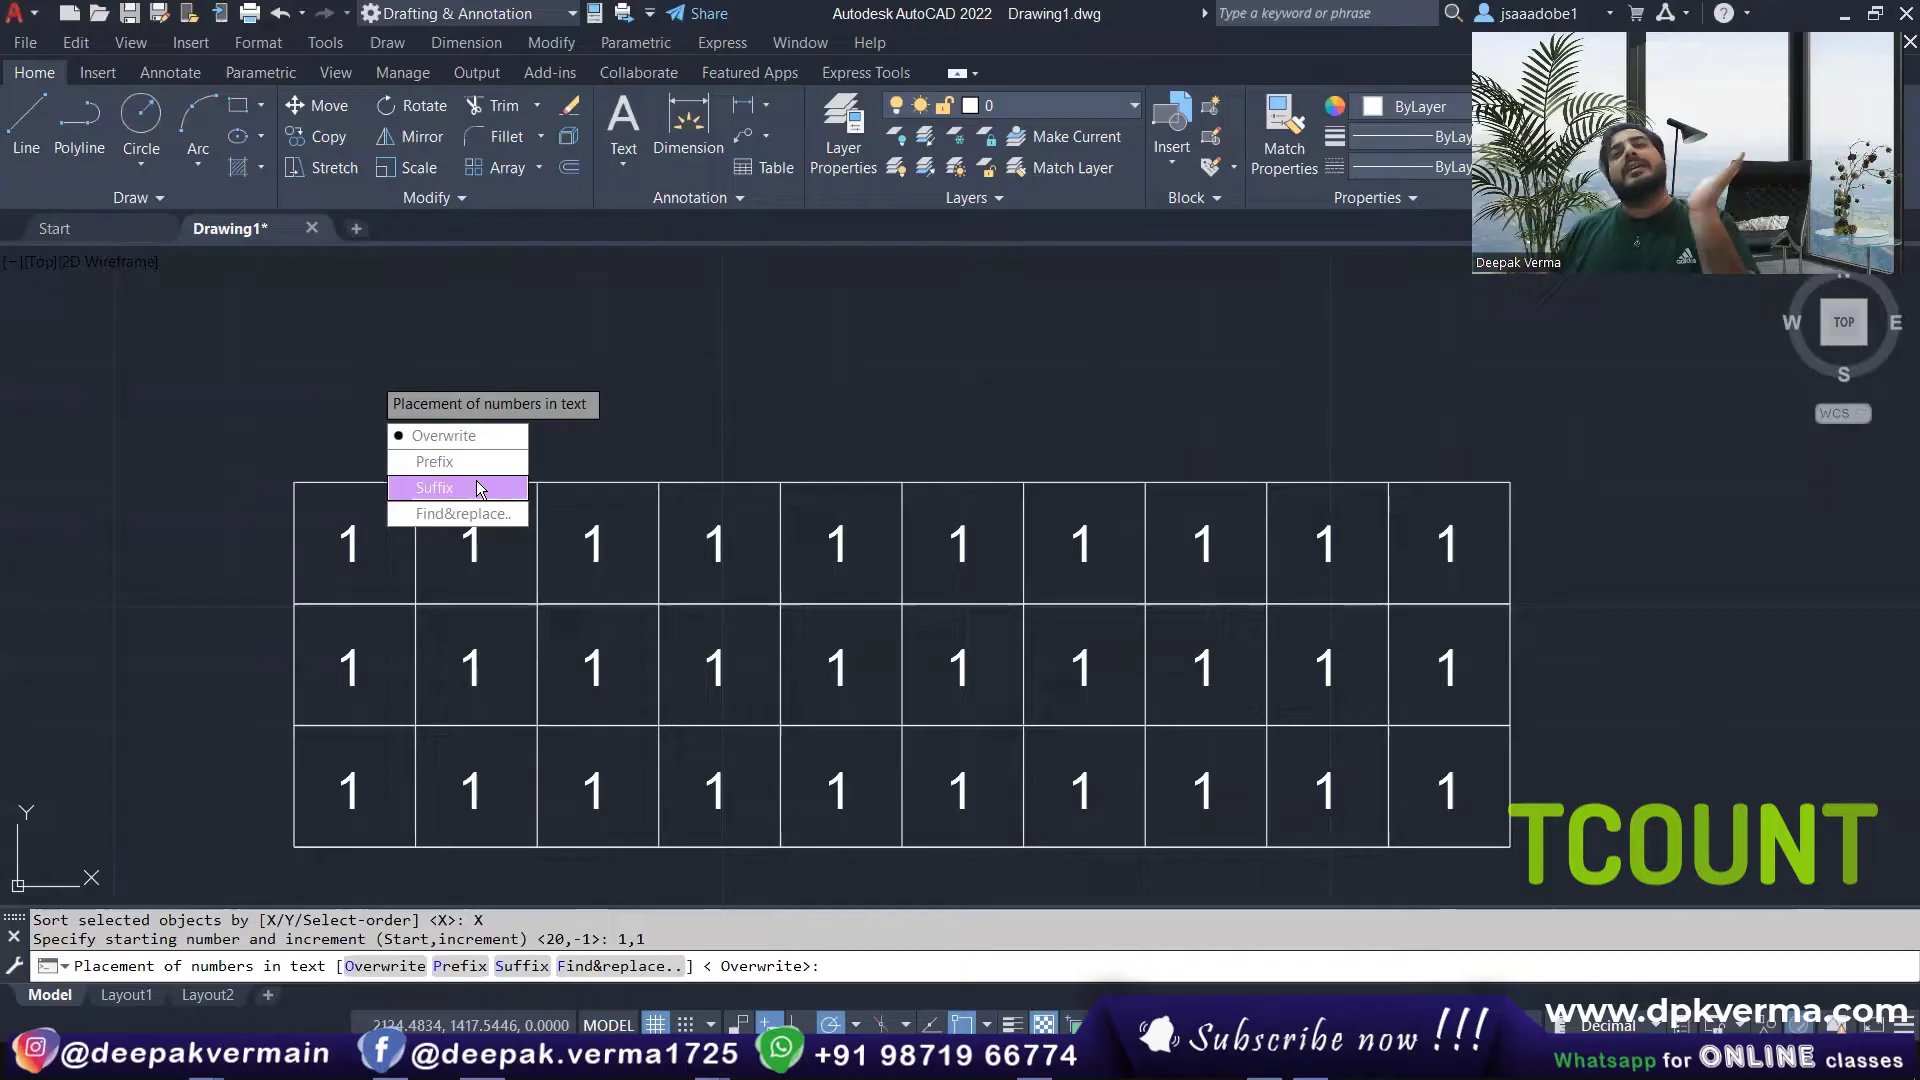 Drafting & Annotation
Share
Autodesk AutoCAD 2022 Drawing1.dwg
Type a keyword or phrase
jsaaadobe1
File Edit View Insert Format Tools Draw Dimension Modify Parametric Express Window Help
Home Insert Annotate Parametric View Manage Output Add-ins Collaborate Featured Apps Express Tools
Line Polyline Circle Arc
Move Rotate Trim
Copy Mirror Fillet
Stretch Scale Array
Text Dimension Table
Layer Properties
0
Make Current
Match Layer
Insert
Match Properties
ByLayer
Draw Modify Annotation Layers Block Properties
Deepak Verma
Start Drawing1*
[−][Top][2D Wireframe]
W TOP E
S
WCS
Placement of numbers in text
Overwrite
Prefix
Suffix
Find&replace..
1 1 1 1 1 1 1 1 1 1
1 1 1 1 1 1 1 1 1 1
1 1 1 1 1 1 1 1 1 1
TCOUNT
Y
X
Sort selected objects by [X/Y/Select-order] <X>: X
Specify starting number and increment (Start,increment) <20,-1>: 1,1
Placement of numbers in text [Overwrite Prefix Suffix Find&replace..] < Overwrite>:
Model Layout1 Layout2 +
2134.4834, 1417.5446, 0.0000 MODEL
Decimal
@deepakvermain @deepak.verma1725 +91 98719 66774
Subscribe now !!!
www.dpkverma.com
Whatsapp for ONLINE classes